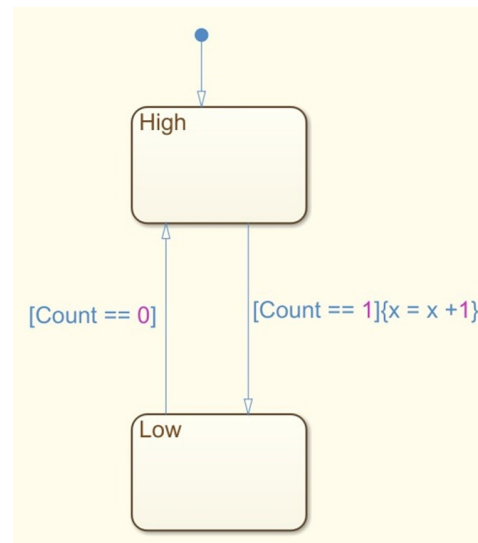 High
[Count == 0]
[Count == 1]{x = x +1}
Low